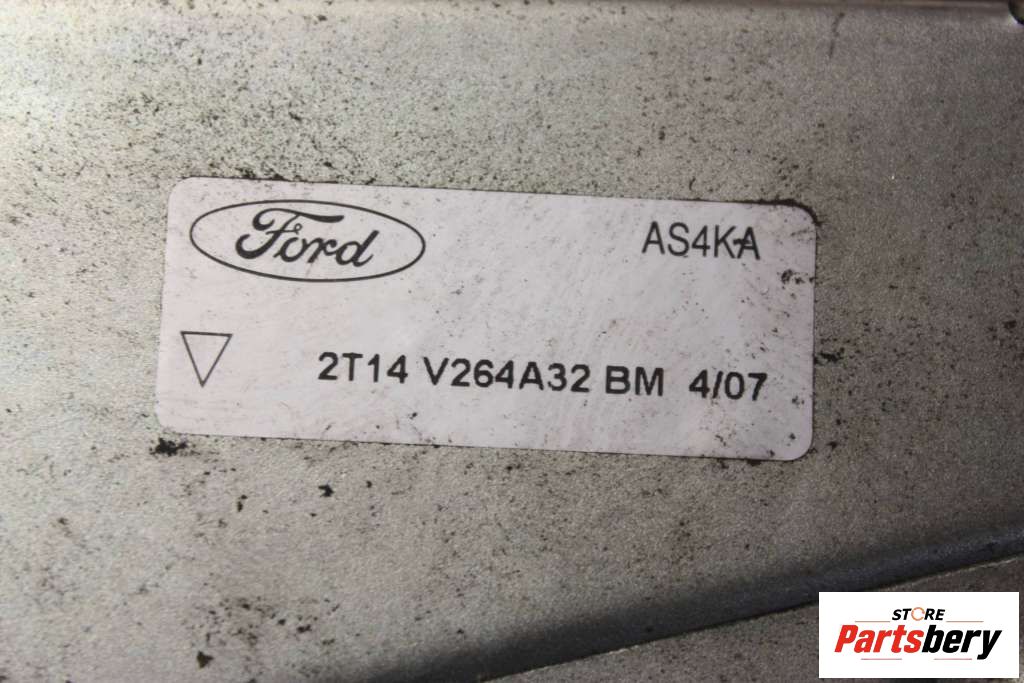 Ford
AS4KA
2T14 V264A32 BM 4/07
STORE
Partsbery